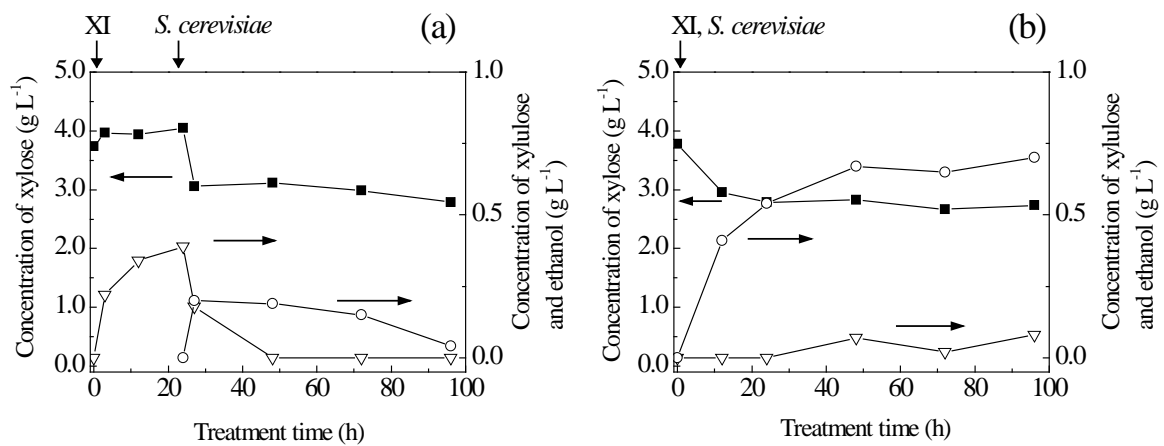 XI
S. cerevisiae
(a)
5.0
4.0
3.0
2.0
1.0
0.0
1.0
0.5
0.0
0
20
40
60
80
100
Concentration of xylose (g L⁻¹)
Concentration of xylulose
and ethanol (g L⁻¹)
Treatment time (h)
XI, S. cerevisiae
(b)
5.0
4.0
3.0
2.0
1.0
0.0
1.0
0.5
0.0
0
20
40
60
80
100
Concentration of xylose (g L⁻¹)
Concentration of xylulose
and ethanol (g L⁻¹)
Treatment time (h)